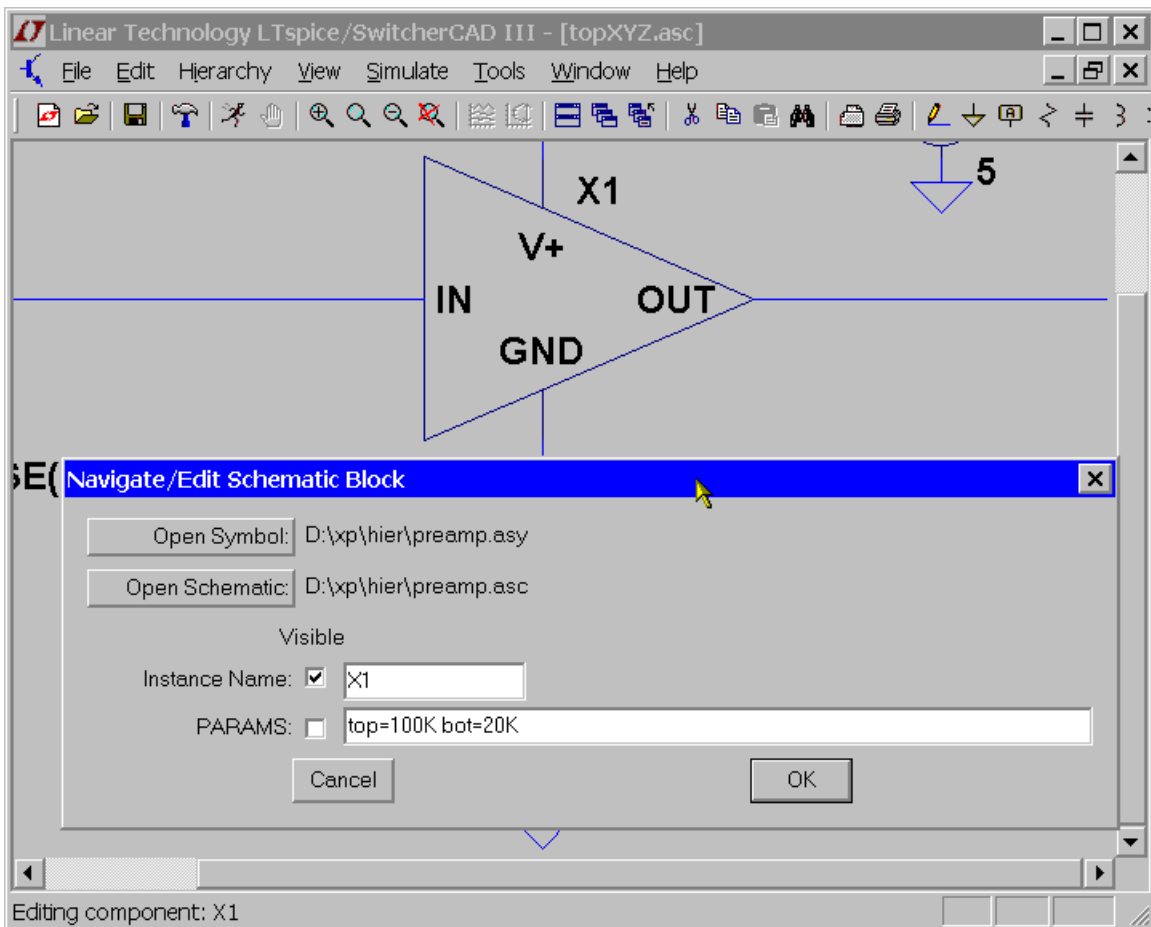 Linear Technology LTspice/SwitcherCAD III - [topXYZ.asc]
File Edit Hierarchy View Simulate Tools Window Help
5
X1
V+
IN OUT
GND
SE(
Navigate/Edit Schematic Block
Open Symbol: D:\xp\hier\preamp.asy
Open Schematic: D:\xp\hier\preamp.asc
Visible
Instance Name: X1
PARAMS: top=100K bot=20K
Cancel OK
Editing component: X1